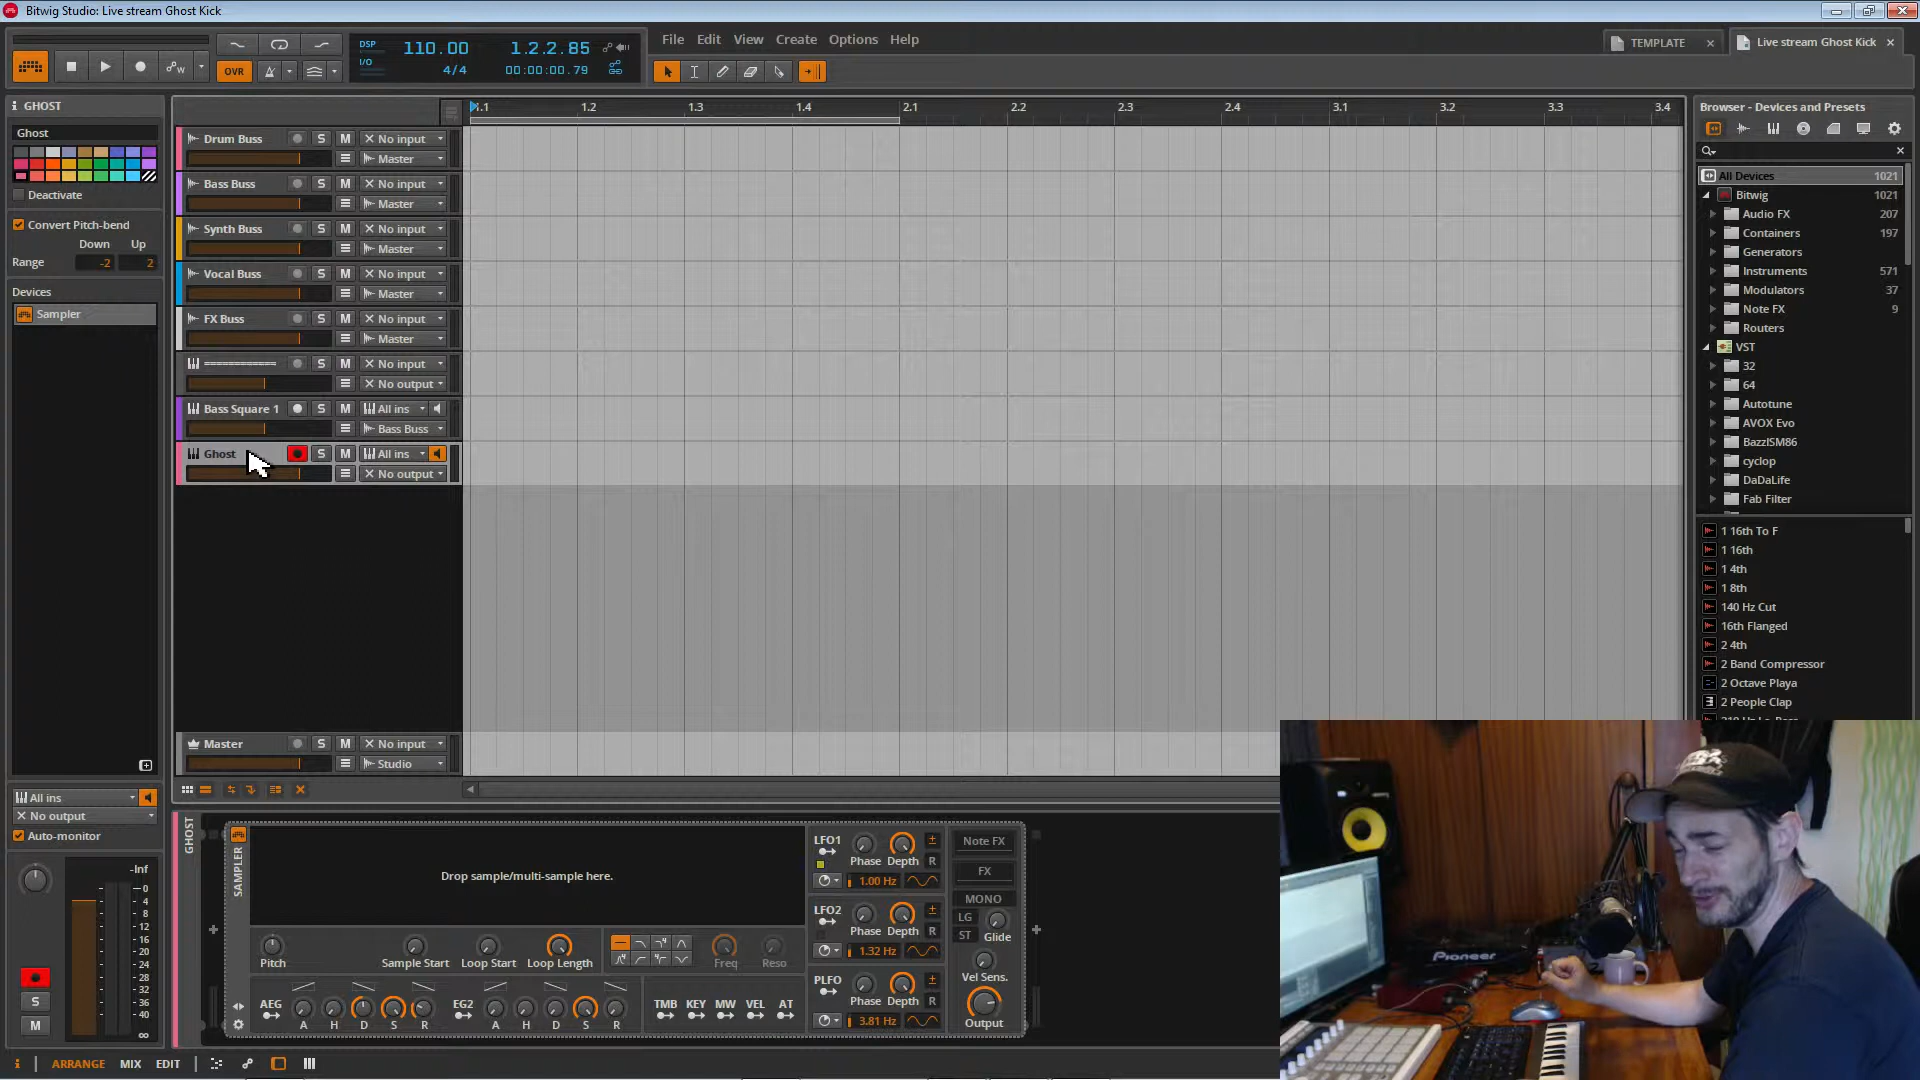 Bitwig Studio: Live stream Ghost Kick
OVR
DSP
I/O
110.00
4/4
1.2.2.85
00:00:00.79
File Edit View Create Options Help
TEMPLATE
Live stream Ghost Kick
GHOST
Ghost
Deactivate
Convert Pitch-bend
Down Up
Range -2 2
Devices
Sampler
All ins
No output
Auto-monitor
-Inf
0
4
8
12
16
20
24
28
32
36
40
∞
S
M
1.2 1.3 1.4 2.1 2.2 2.3 2.4 3.1 3.2 3.3 3.4
Drum Buss S M No input
Master
Bass Buss S M No input
Master
Synth Buss S M No input
Master
Vocal Buss S M No input
Master
FX Buss S M No input
Master
============ S M No input
No output
Bass Square 1 S M All ins
Bass Buss
Ghost S M All ins
No output
Master S M No input
Studio
GHOST
SAMPLER
Drop sample/multi-sample here.
Pitch Sample Start Loop Start Loop Length Freq Reso
AEG A H D S R EG2 A H D S R TMB KEY MW VEL AT
LFO1 Phase Depth R
1.00 Hz
LFO2 Phase Depth R
1.32 Hz
PLFO Phase Depth R
3.81 Hz
Note FX
FX
MONO
LG
ST
Glide
Vel Sens.
Output
ARRANGE MIX EDIT
Browser - Devices and Presets
All Devices 1021
Bitwig 1021
Audio FX 207
Containers 197
Generators
Instruments 571
Modulators 37
Note FX 9
Routers
VST
32
64
Autotune
AVOX Evo
BazzISM86
cyclop
DaDaLife
Fab Filter
1 16th To F
1 16th
1 4th
1 8th
140 Hz Cut
16th Flanged
2 4th
2 Band Compressor
2 Octave Playa
2 People Clap
Pioneer